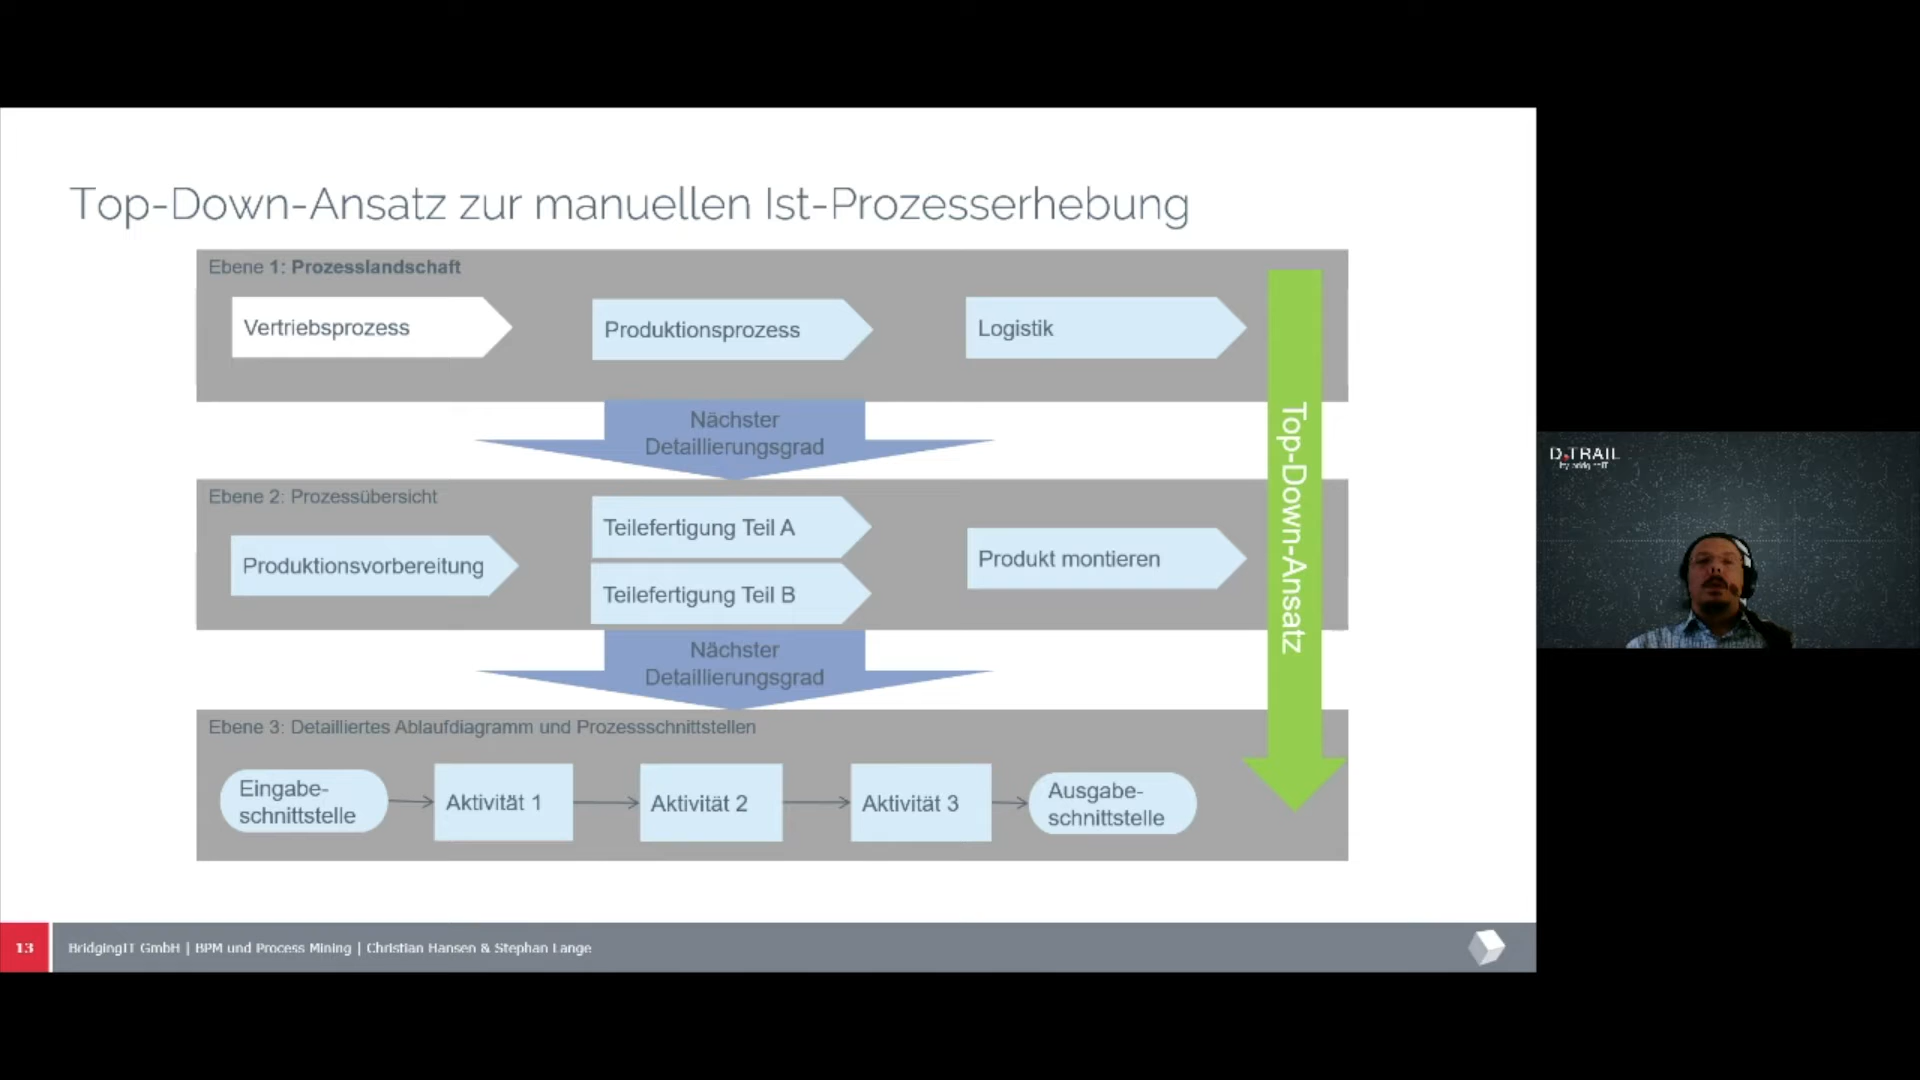 Top-Down-Ansatz zur manuellen Ist-Prozesserhebung
Ebene 1: Prozesslandschaft
Vertriebsprozess
Produktionsprozess
Logistik
Nächster
Detaillierungsgrad
Ebene 2: Prozessübersicht
Produktionsvorbereitung
Teilefertigung Teil A
Teilefertigung Teil B
Produkt montieren
Nächster
Detaillierungsgrad
Ebene 3: Detailliertes Ablaufdiagramm und Prozessschnittstellen
Eingabe-
schnittstelle
Aktivität 1
Aktivität 2
Aktivität 3
Ausgabe-
schnittstelle
Top-Down-Ansatz
13
BridgingIT GmbH | BPM und Process Mining | Christian Hansen & Stephan Lange
D.TRAIL
by bridgingIT